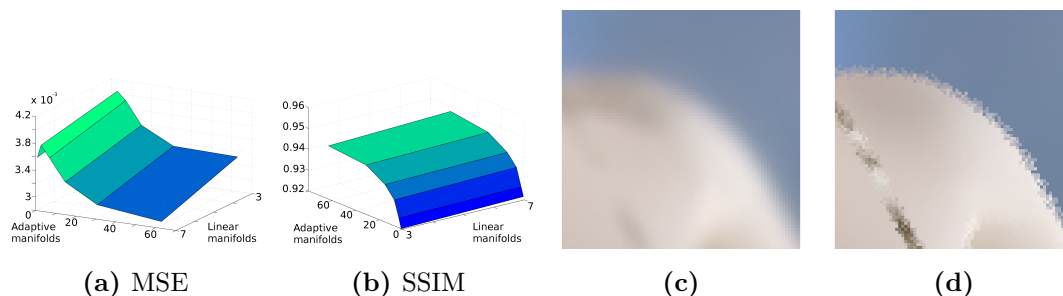 x 10⁻³
4.2
3.8
3.4
3
0
20
40
60
7
3
Adaptive
manifolds
Linear
manifolds
0.96
0.95
0.94
0.93
0.92
60
40
20
0
3
7
Adaptive
manifolds
Linear
manifolds
(a) MSE
(b) SSIM
(c)
(d)